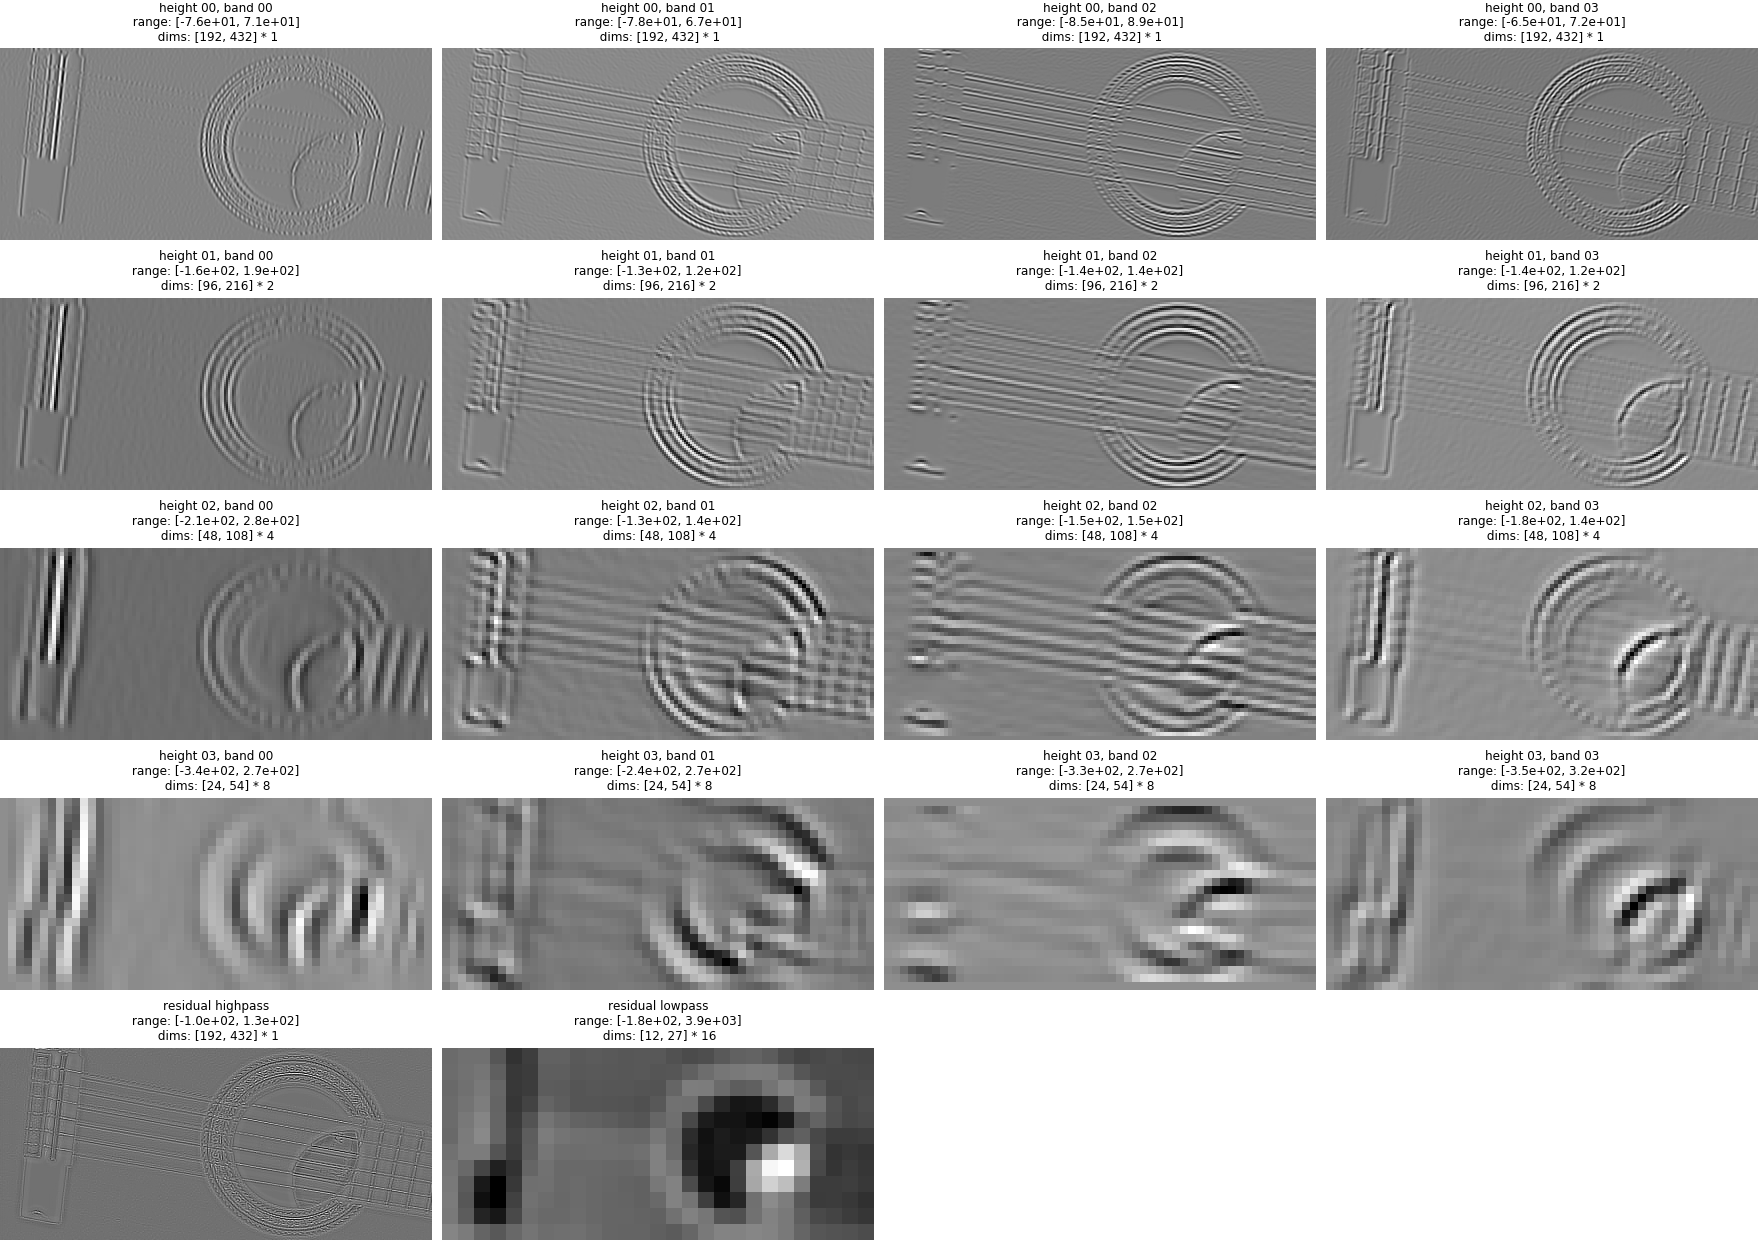 height 00, band 00
range: [-7.6e+01, 7.1e+01]
dims: [192, 432] * 1
height 00, band 01
range: [-7.8e+01, 6.7e+01]
dims: [192, 432] * 1
height 00, band 02
range: [-8.5e+01, 8.9e+01]
dims: [192, 432] * 1
height 00, band 03
range: [-6.5e+01, 7.2e+01]
dims: [192, 432] * 1
height 01, band 00
range: [-1.6e+02, 1.9e+02]
dims: [96, 216] * 2
height 01, band 01
range: [-1.3e+02, 1.2e+02]
dims: [96, 216] * 2
height 01, band 02
range: [-1.4e+02, 1.4e+02]
dims: [96, 216] * 2
height 01, band 03
range: [-1.4e+02, 1.2e+02]
dims: [96, 216] * 2
height 02, band 00
range: [-2.1e+02, 2.8e+02]
dims: [48, 108] * 4
height 02, band 01
range: [-1.3e+02, 1.4e+02]
dims: [48, 108] * 4
height 02, band 02
range: [-1.5e+02, 1.5e+02]
dims: [48, 108] * 4
height 02, band 03
range: [-1.8e+02, 1.4e+02]
dims: [48, 108] * 4
height 03, band 00
range: [-3.4e+02, 2.7e+02]
dims: [24, 54] * 8
height 03, band 01
range: [-2.4e+02, 2.7e+02]
dims: [24, 54] * 8
height 03, band 02
range: [-3.3e+02, 2.7e+02]
dims: [24, 54] * 8
height 03, band 03
range: [-3.5e+02, 3.2e+02]
dims: [24, 54] * 8
residual highpass
range: [-1.0e+02, 1.3e+02]
dims: [192, 432] * 1
residual lowpass
range: [-1.8e+02, 3.9e+03]
dims: [12, 27] * 16